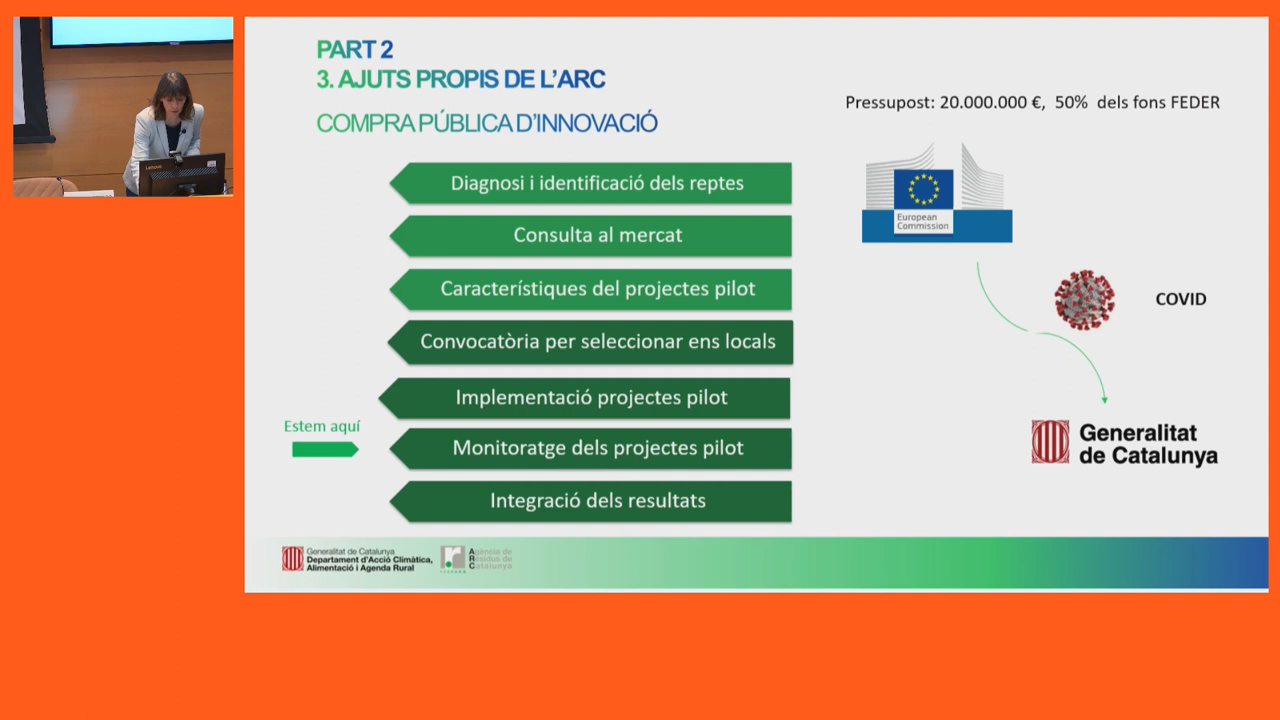 PART 2
3. AJUTS PROPIS DE L'ARC
COMPRA PÚBLICA D'INNOVACIÓ
Pressupost: 20.000.000 €, 50% dels fons FEDER
Diagnosi i identificació dels reptes
Consulta al mercat
Característiques del projectes pilot
Convocatòria per seleccionar ens locals
Implementació projectes pilot
Estem aquí
Monitoratge dels projectes pilot
Integració dels resultats
European
Commission
COVID
Generalitat
de Catalunya
Generalitat de Catalunya
Departament d'Acció Climàtica,
Alimentació i Agenda Rural
Agència de
Residus de
Catalunya
Lenovo